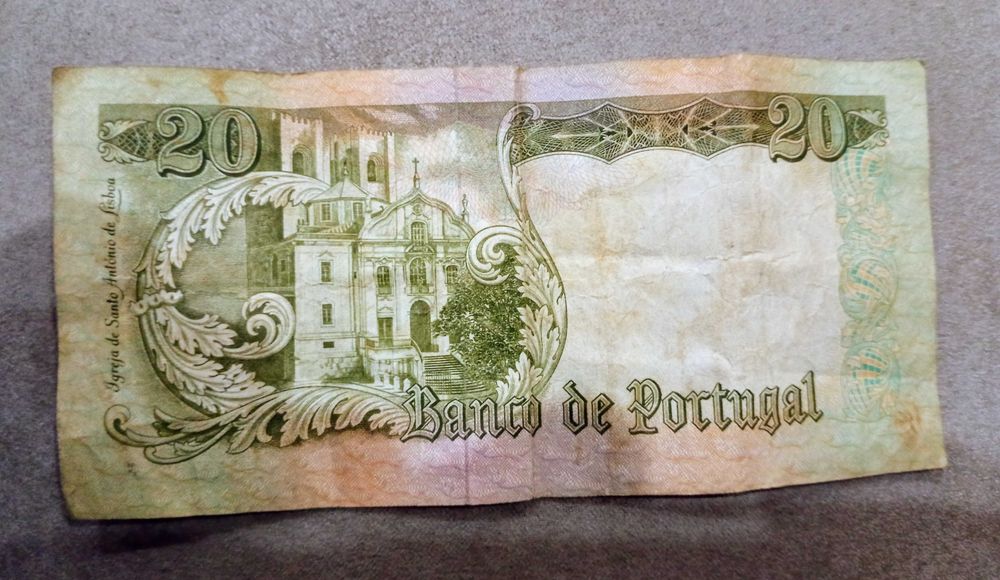 20
20
Igreja de Santo António de Lisboa
Banco de Portugal